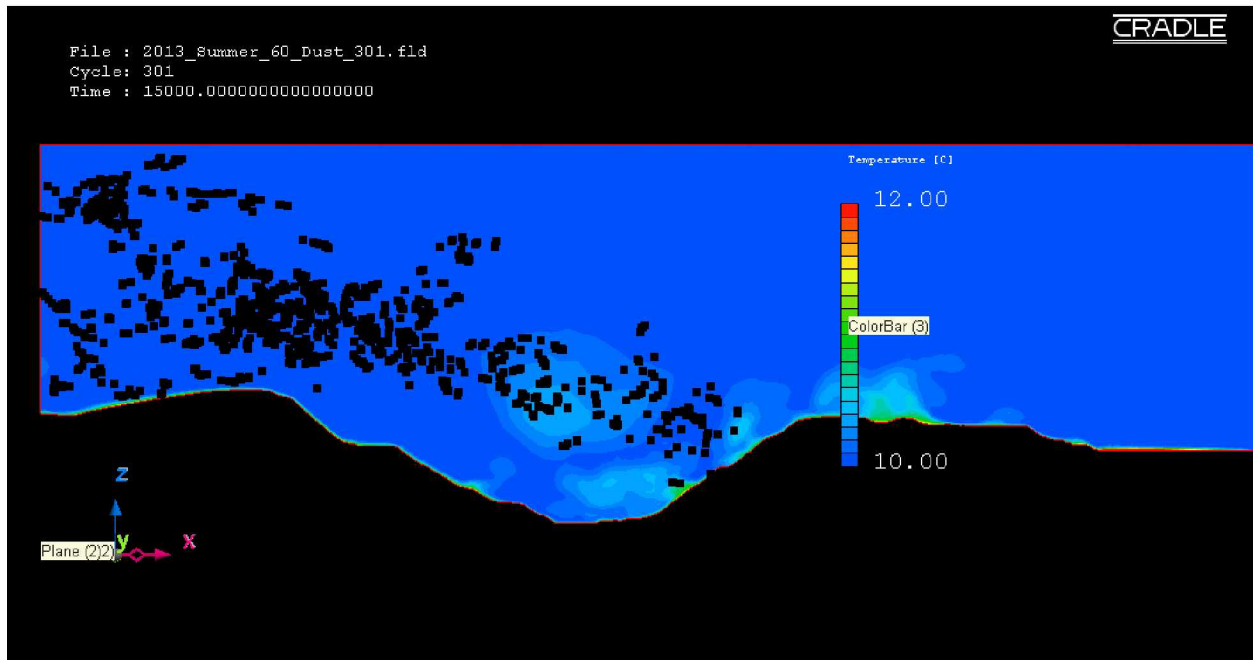 CRADLE
File : 2013_Summer_60_Dust_301.fld
Cycle: 301
Time : 15000.0000000000000000
Temperature [C]
12.00
ColorBar (3)
10.00
Z
Y
X
Plane (2)2)